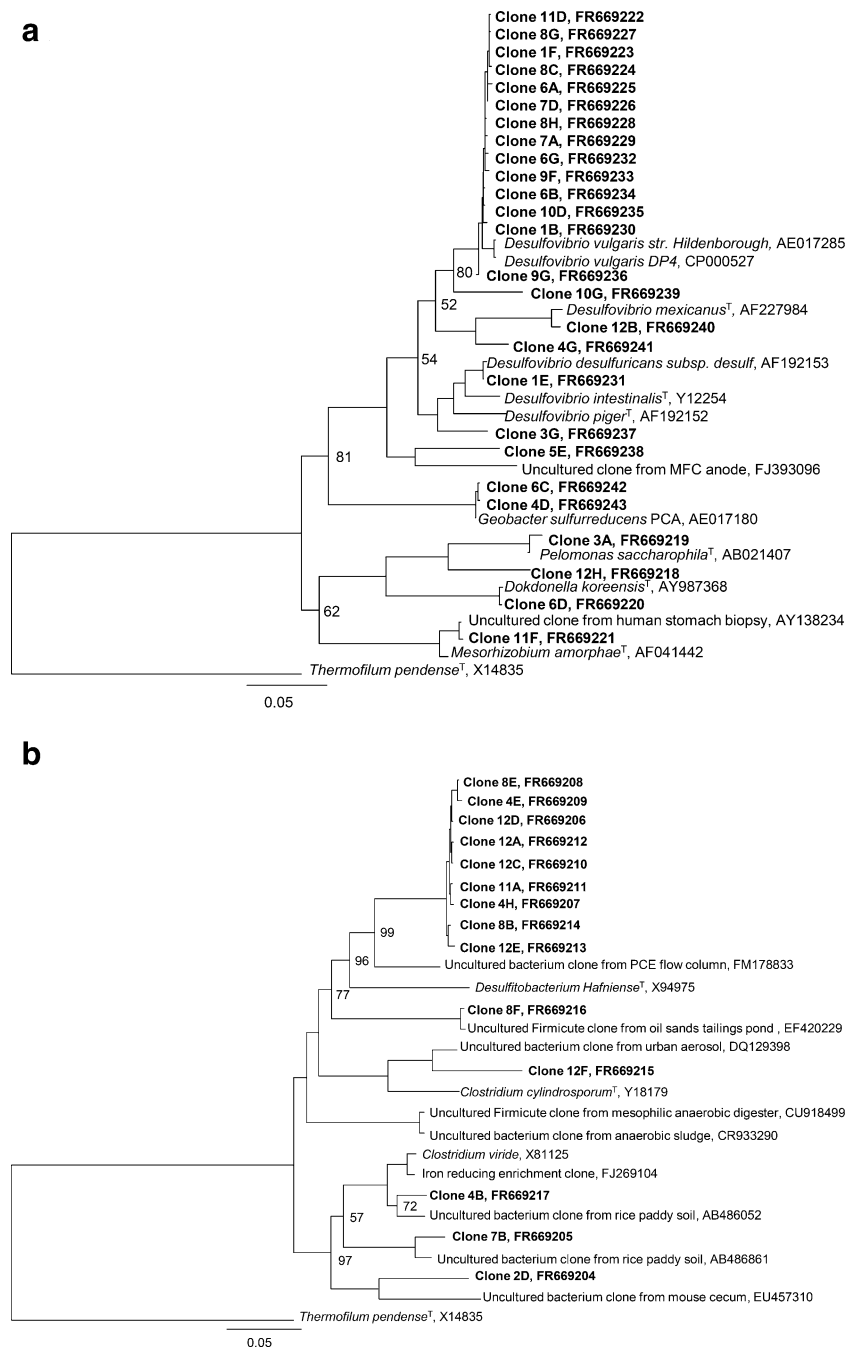 a
Clone 11D, FR669222
Clone 8G, FR669227
Clone 1F, FR669223
Clone 8C, FR669224
Clone 6A, FR669225
Clone 7D, FR669226
Clone 8H, FR669228
Clone 7A, FR669229
Clone 6G, FR669232
Clone 9F, FR669233
Clone 6B, FR669234
Clone 10D, FR669235
Clone 1B, FR669230
Desulfovibrio vulgaris str. Hildenborough, AE017285
Desulfovibrio vulgaris DP4, CP000527
80
Clone 9G, FR669236
Clone 10G, FR669239
52
Desulfovibrio mexicanusT, AF227984
Clone 12B, FR669240
Clone 4G, FR669241
54
Desulfovibrio desulfuricans subsp. desulf, AF192153
Clone 1E, FR669231
Desulfovibrio intestinalisT, Y12254
Desulfovibrio pigerT, AF192152
Clone 3G, FR669237
Clone 5E, FR669238
81
Uncultured clone from MFC anode, FJ393096
Clone 6C, FR669242
Clone 4D, FR669243
Geobacter sulfurreducens PCA, AE017180
Clone 3A, FR669219
Pelomonas saccharophilaT, AB021407
Clone 12H, FR669218
Dokdonella koreensisT, AY987368
Clone 6D, FR669220
62
Uncultured clone from human stomach biopsy, AY138234
Clone 11F, FR669221
Mesorhizobium amorphaeT, AF041442
Thermofilum pendenseT, X14835
0.05
b
Clone 8E, FR669208
Clone 4E, FR669209
Clone 12D, FR669206
Clone 12A, FR669212
Clone 12C, FR669210
Clone 11A, FR669211
Clone 4H, FR669207
Clone 8B, FR669214
99
Clone 12E, FR669213
96
Uncultured bacterium clone from PCE flow column, FM178833
Desulfitobacterium HafnienseT, X94975
77
Clone 8F, FR669216
Uncultured Firmicute clone from oil sands tailings pond , EF420229
Uncultured bacterium clone from urban aerosol, DQ129398
Clone 12F, FR669215
Clostridium cylindrosporumT, Y18179
Uncultured Firmicute clone from mesophilic anaerobic digester, CU918499
Uncultured bacterium clone from anaerobic sludge, CR933290
Clostridium viride, X81125
Iron reducing enrichment clone, FJ269104
Clone 4B, FR669217
72
57
Uncultured bacterium clone from rice paddy soil, AB486052
Clone 7B, FR669205
97
Uncultured bacterium clone from rice paddy soil, AB486861
Clone 2D, FR669204
Uncultured bacterium clone from mouse cecum, EU457310
Thermofilum pendenseT, X14835
0.05